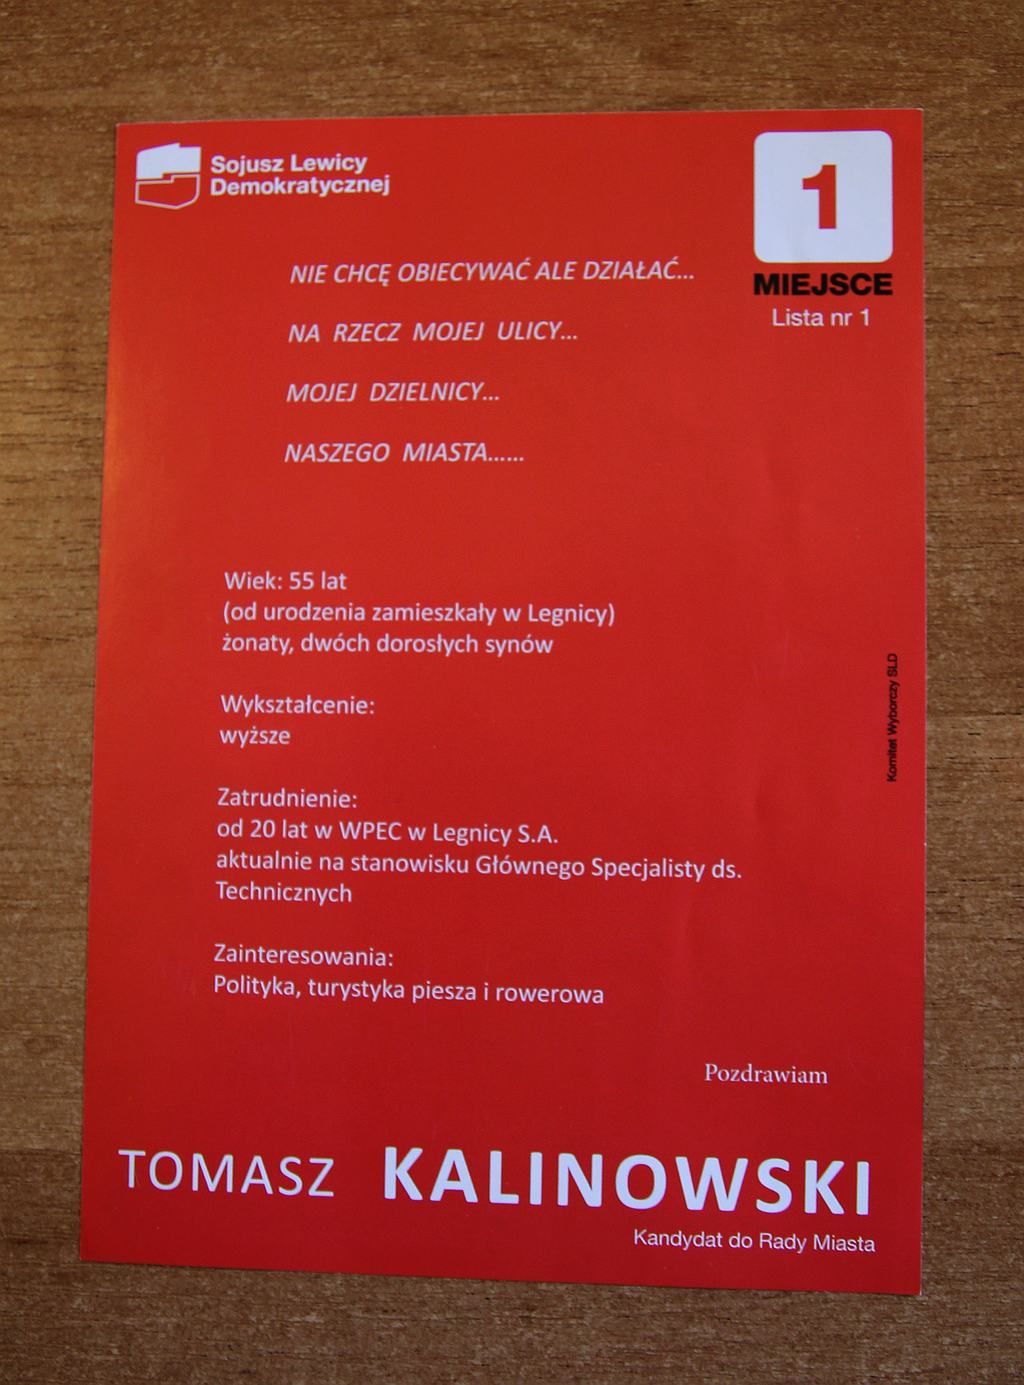 Sojusz Lewicy
Demokratycznej
1
MIEJSCE
Lista nr 1
NIE CHCĘ OBIECYWAĆ ALE DZIAŁAĆ...
NA RZECZ MOJEJ ULICY...
MOJEJ DZIELNICY...
NASZEGO MIASTA......
Wiek: 55 lat
(od urodzenia zamieszkały w Legnicy)
żonaty, dwóch dorosłych synów
Wykształcenie:
wyższe
Zatrudnienie:
od 20 lat w WPEC w Legnicy S.A.
aktualnie na stanowisku Głównego Specjalisty ds.
Technicznych
Zainteresowania:
Polityka, turystyka piesza i rowerowa
Komitet Wyborczy SLD
Pozdrawiam
TOMASZ KALINOWSKI
Kandydat do Rady Miasta